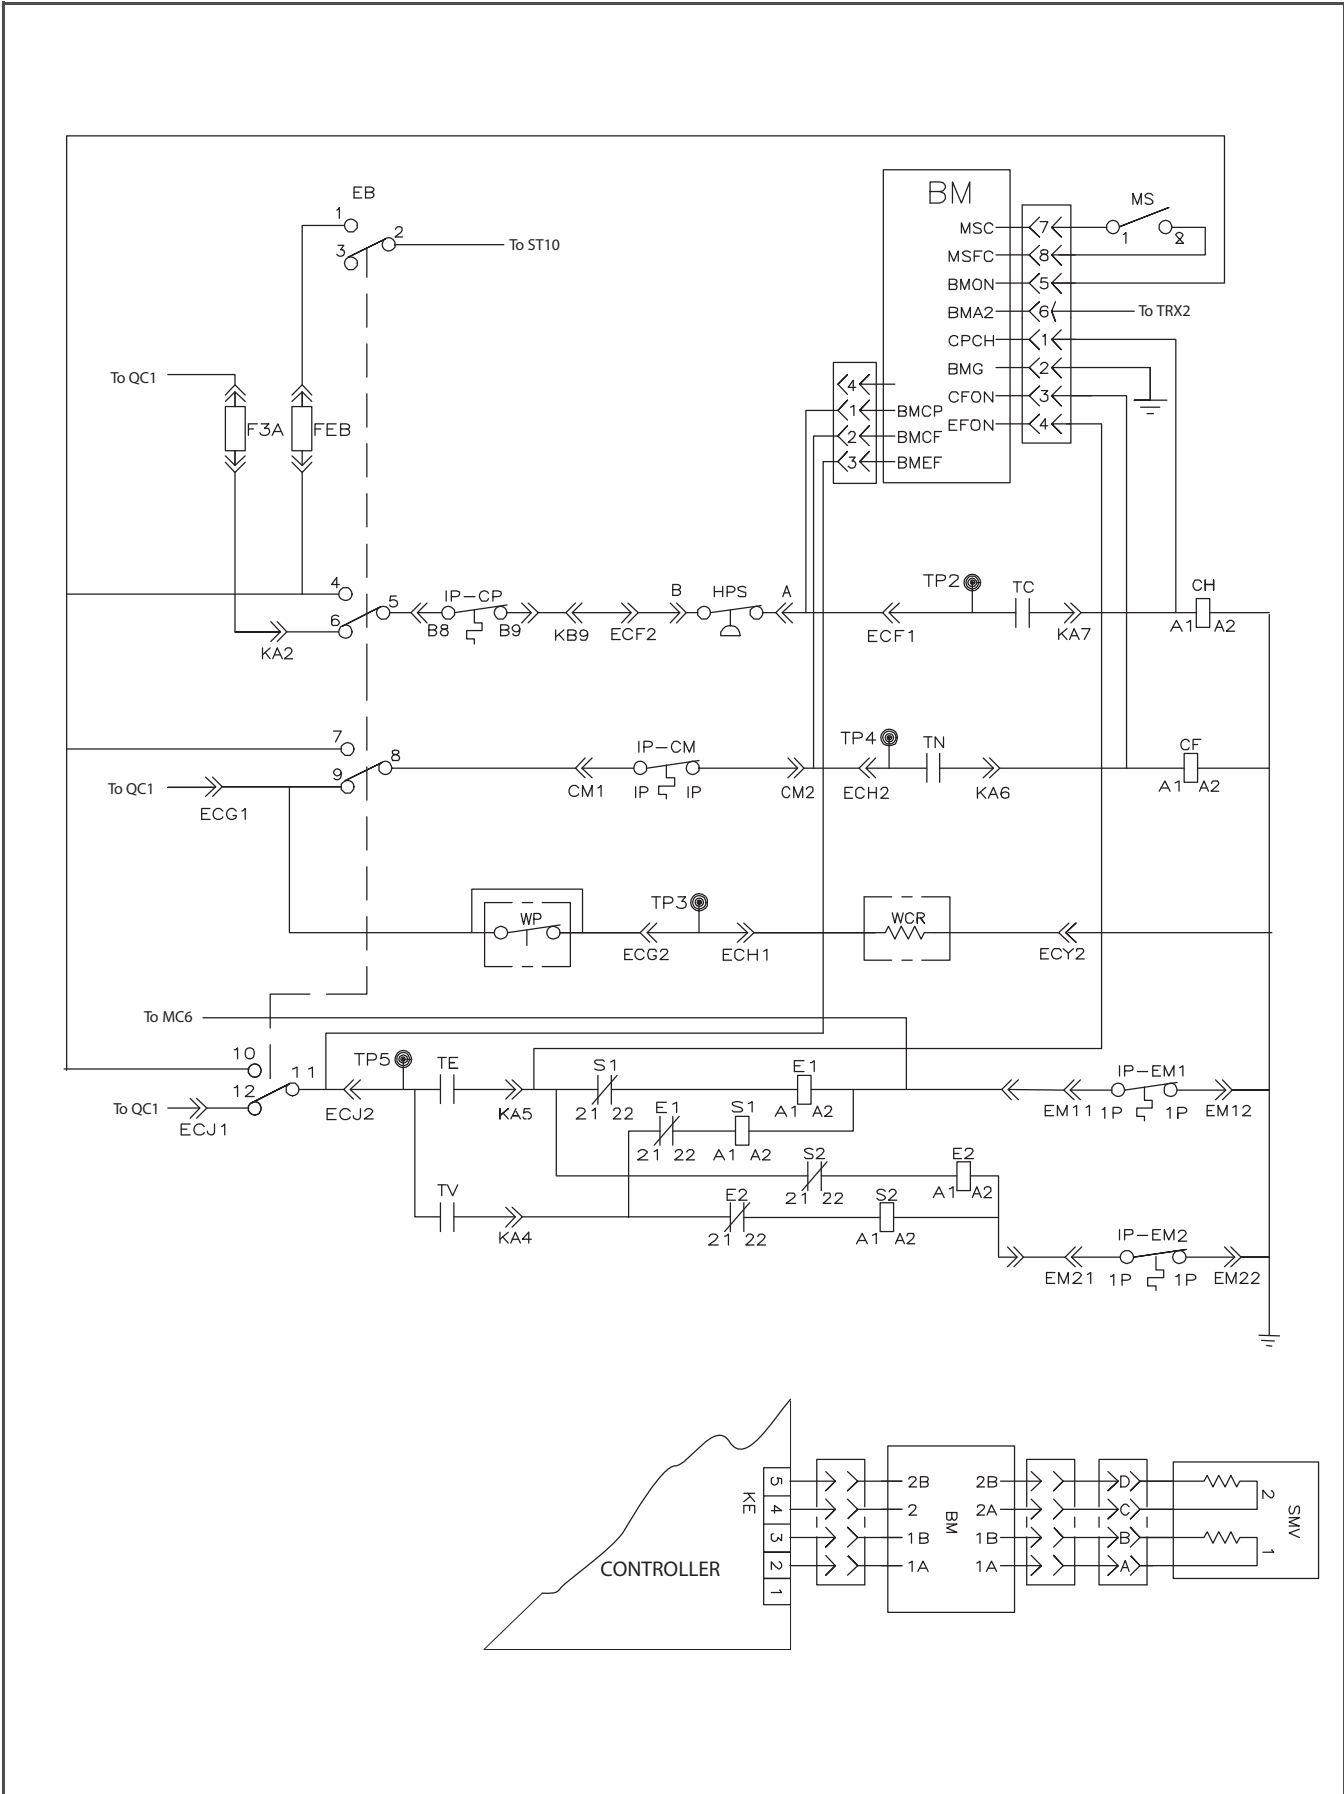 EB
1
3
2
To ST10
BM
MS
MSC
7
1
2
MSFC
8
BMON
5
BMA2
6
To TRX2
CPCH
1
BMG
2
CFON
3
EFON
4
4
1
BMCP
2
BMCF
3
BMEF
To QC1
F3A
FEB
4
6
5
KA2
IP-CP
B8
B9
KB9
ECF2
B
HPS
A
ECF1
TP2
TC
KA7
CH
A1
A2
7
9
8
To QC1
ECG1
IP-CM
CM1
IP
IP
CM2
ECH2
TP4
TN
KA6
CF
A1
A2
WP
ECG2
TP3
ECH1
WCR
ECY2
To MC6
10
12
11
To QC1
ECJ1
ECJ2
TP5
TE
KA5
S1
21 22
E1
A1 A2
IP-EM1
EM11
1P
1P
EM12
E1
21 22
S1
A1 A2
S2
21 22
E2
A1 A2
TV
KA4
E2
21 22
S2
A1 A2
IP-EM2
EM21
1P
1P
EM22
CONTROLLER
KE
5
4
3
2
1
2B
2
1B
1A
BM
2B
2A
1B
1A
D
C
B
A
2
1
SMV